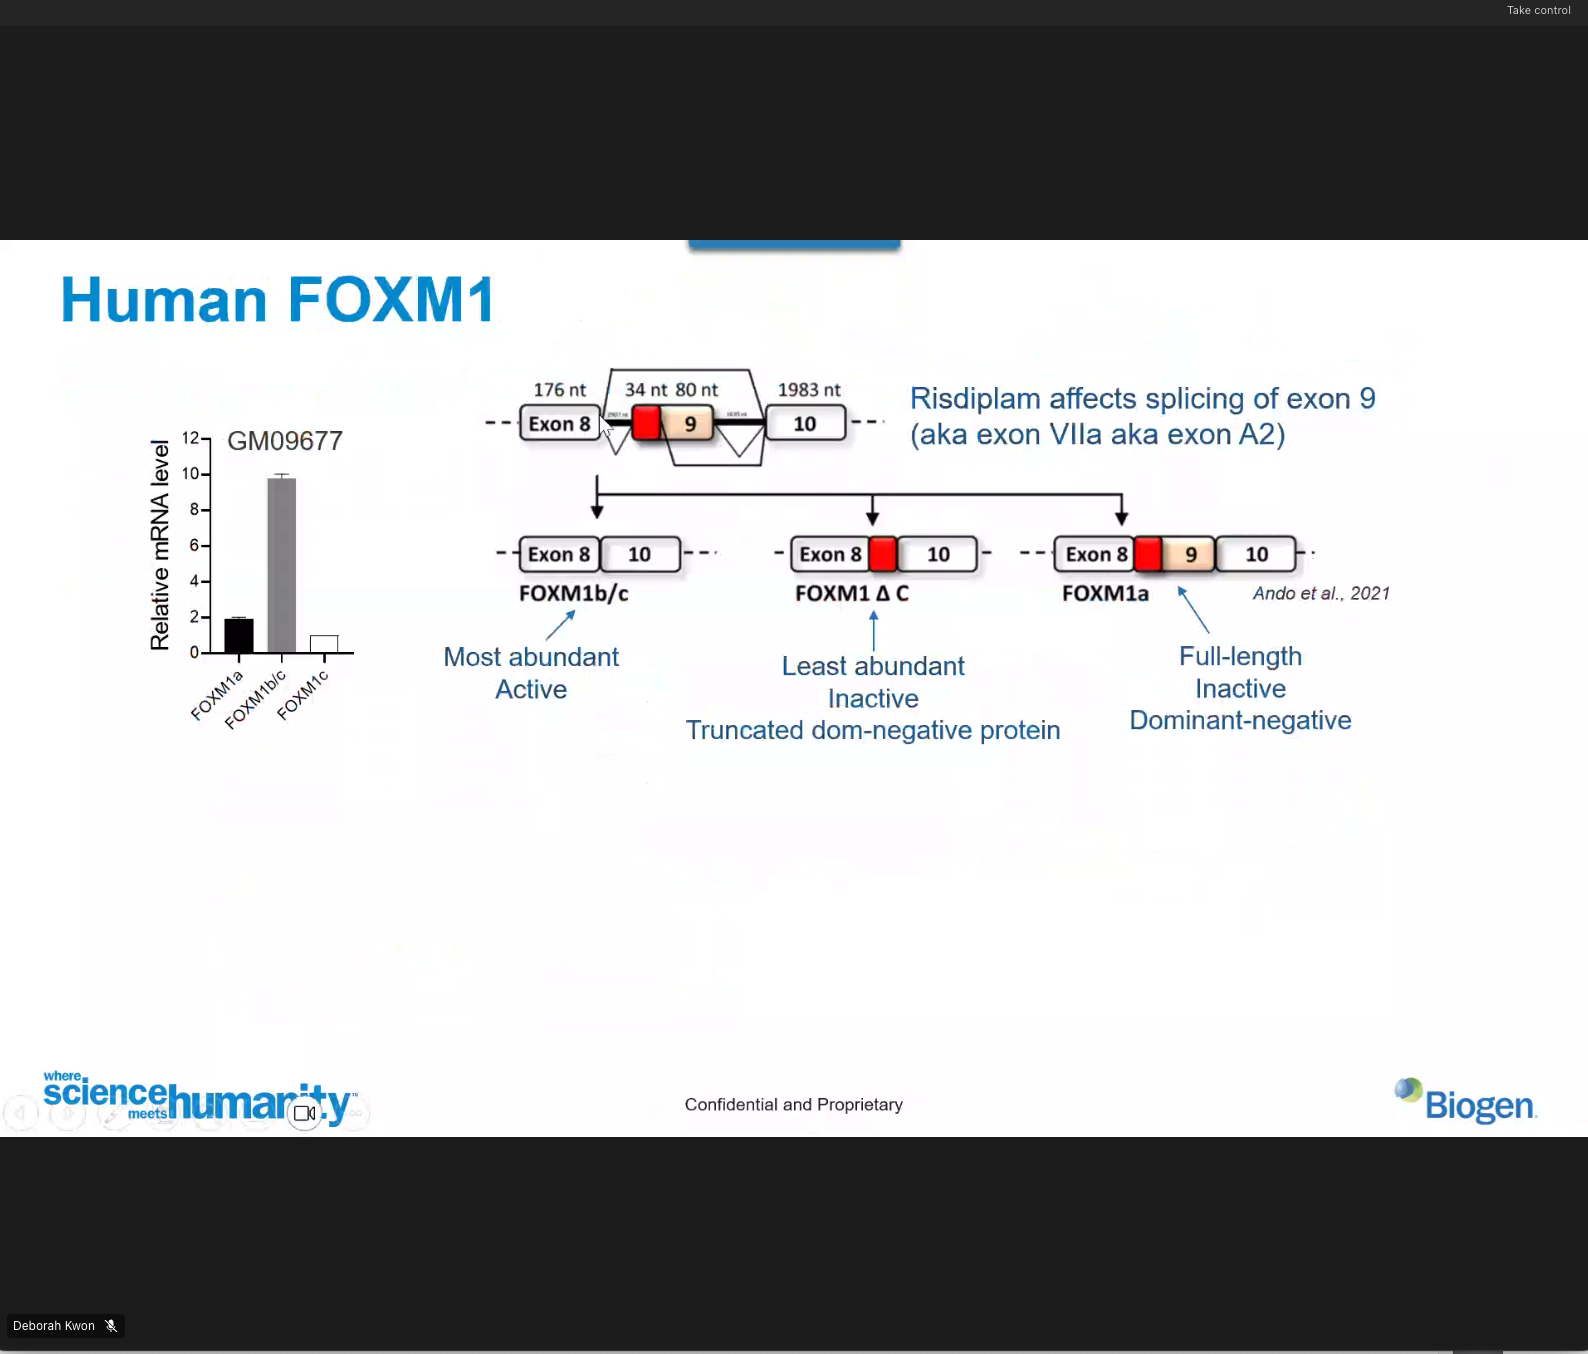 Take control
Human FOXM1
176 nt
34 nt 80 nt
1983 nt
Exon 8
9
10
Risdiplam affects splicing of exon 9
(aka exon VIIa aka exon A2)
GM09677
Relative mRNA level
12
10
8
6
4
2
0
FOXM1a
FOXM1b/c
FOXM1c
Exon 8 10
FOXM1b/c
Exon 8 10
FOXM1 Δ C
Exon 8 9 10
FOXM1a
Ando et al., 2021
Most abundant
Active
Least abundant
Inactive
Truncated dom-negative protein
Full-length
Inactive
Dominant-negative
where
science
meets
humanity
™
Confidential and Proprietary
Biogen
Deborah Kwon